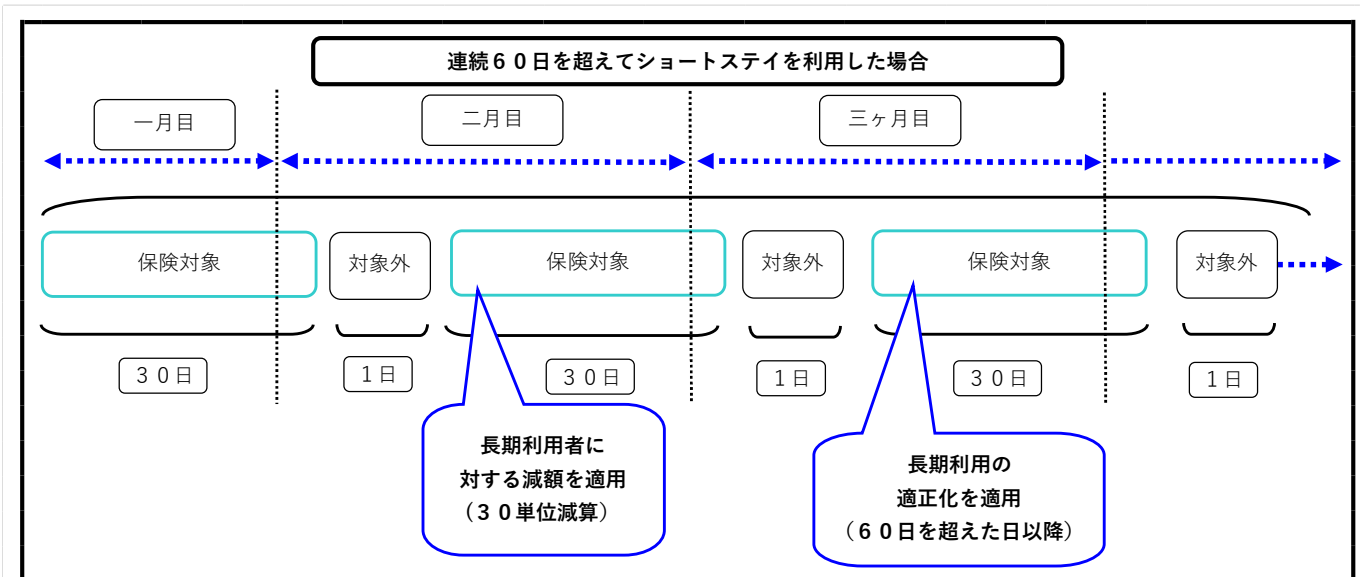 連続６０日を超えてショートステイを利用した場合
一月目
二月目
三ヶ月目
保険対象
対象外
保険対象
対象外
保険対象
対象外
３０日
１日
３０日
１日
３０日
１日
長期利用者に
対する減額を適用
（３０単位減算）
長期利用の
適正化を適用
（６０日を超えた日以降）